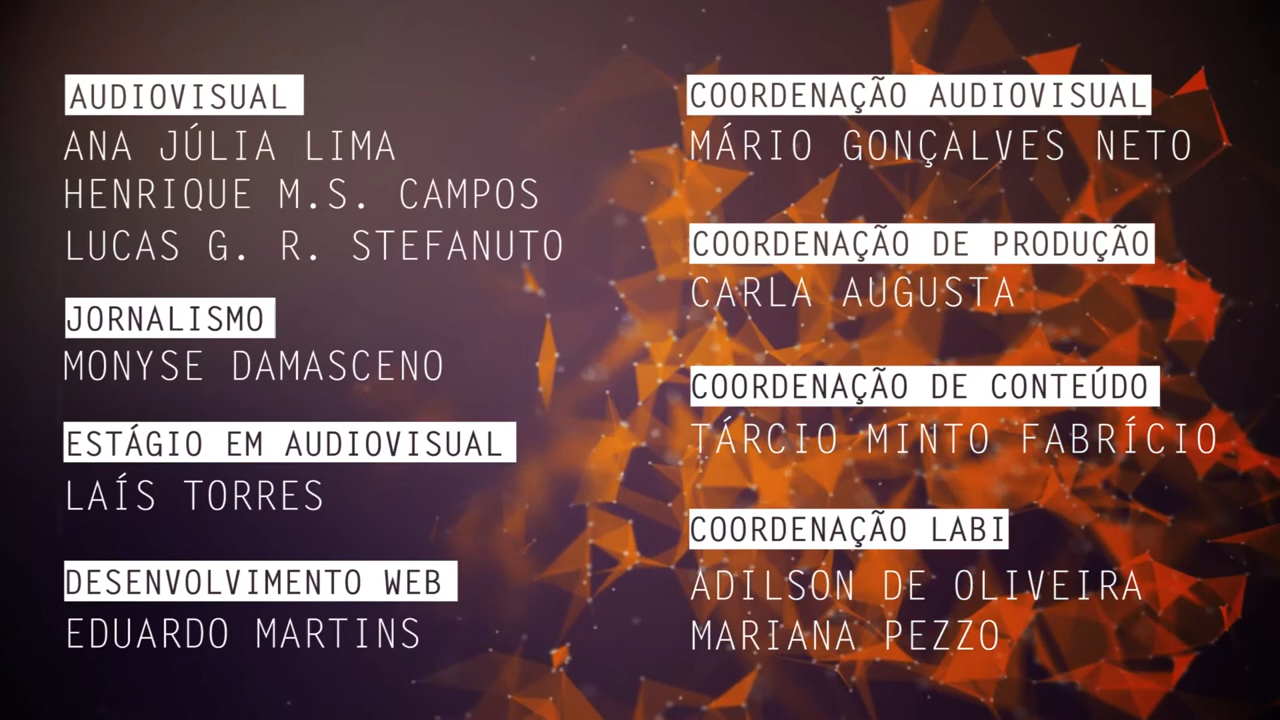 AUDIOVISUAL
ANA JÚLIA LIMA
HENRIQUE M.S. CAMPOS
LUCAS G. R. STEFANUTO
JORNALISMO
MONYSE DAMASCENO
ESTÁGIO EM AUDIOVISUAL
LAÍS TORRES
DESENVOLVIMENTO WEB
EDUARDO MARTINS
COORDENAÇÃO AUDIOVISUAL
MÁRIO GONÇALVES NETO
COORDENAÇÃO DE PRODUÇÃO
CARLA AUGUSTA
COORDENAÇÃO DE CONTEÚDO
TÁRCIO MINTO FABRÍCIO
COORDENAÇÃO LABI
ADILSON DE OLIVEIRA
MARIANA PEZZO